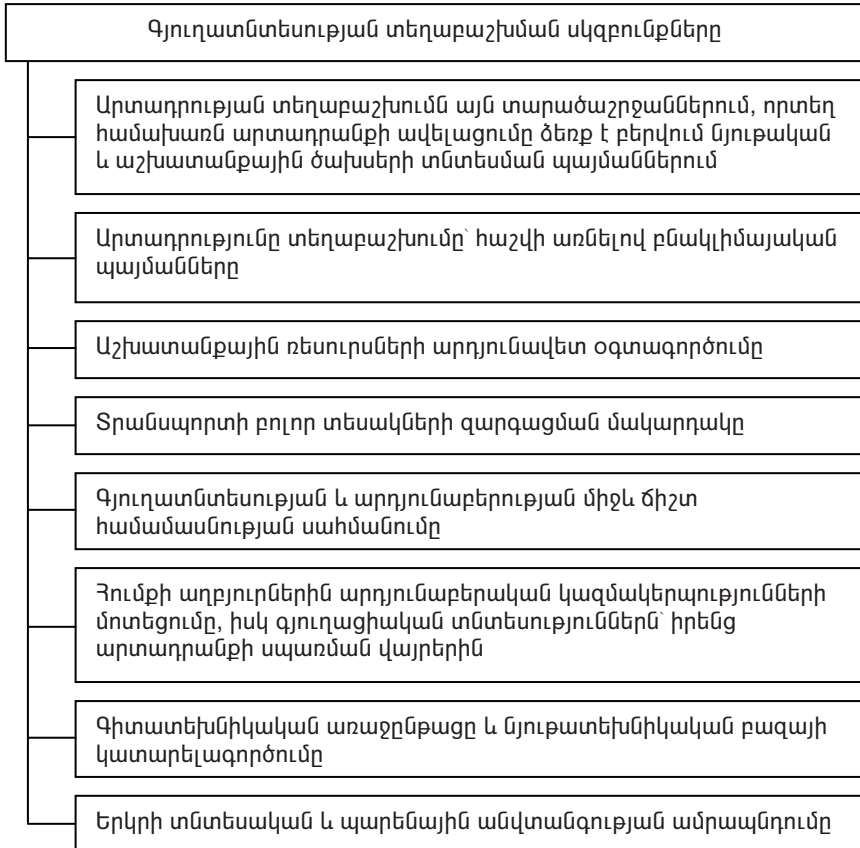 Գյուղատնտեսության տեղաբաշխման սկզբունքները
Արտադրության տեղաբաշխումն այն տարածաշրջաններում, որտեղ
համախառն արտադրանքի ավելացումը ձեռք է բերվում նյութական
և աշխատանքային ծախսերի տնտեսման պայմաններում
Արտադրությունը տեղաբաշխումը՝ հաշվի առնելով բնակլիմայական
պայմանները
Աշխատանքային ռեսուրսների արդյունավետ օգտագործումը
Տրանսպորտի բոլոր տեսակների զարգացման մակարդակը
Գյուղատնտեսության և արդյունաբերության միջև ճիշտ
համամասնության սահմանումը
Հումքի աղբյուրներին արդյունաբերական կազմակերպությունների
մոտեցումը, իսկ գյուղացիական տնտեսություններն՝ իրենց
արտադրանքի սպառման վայրերին
Գիտատեխնիկական առաջընթացը և նյութատեխնիկական բազայի
կատարելագործումը
Երկրի տնտեսական և պարենային անվտանգության ամրապնդումը